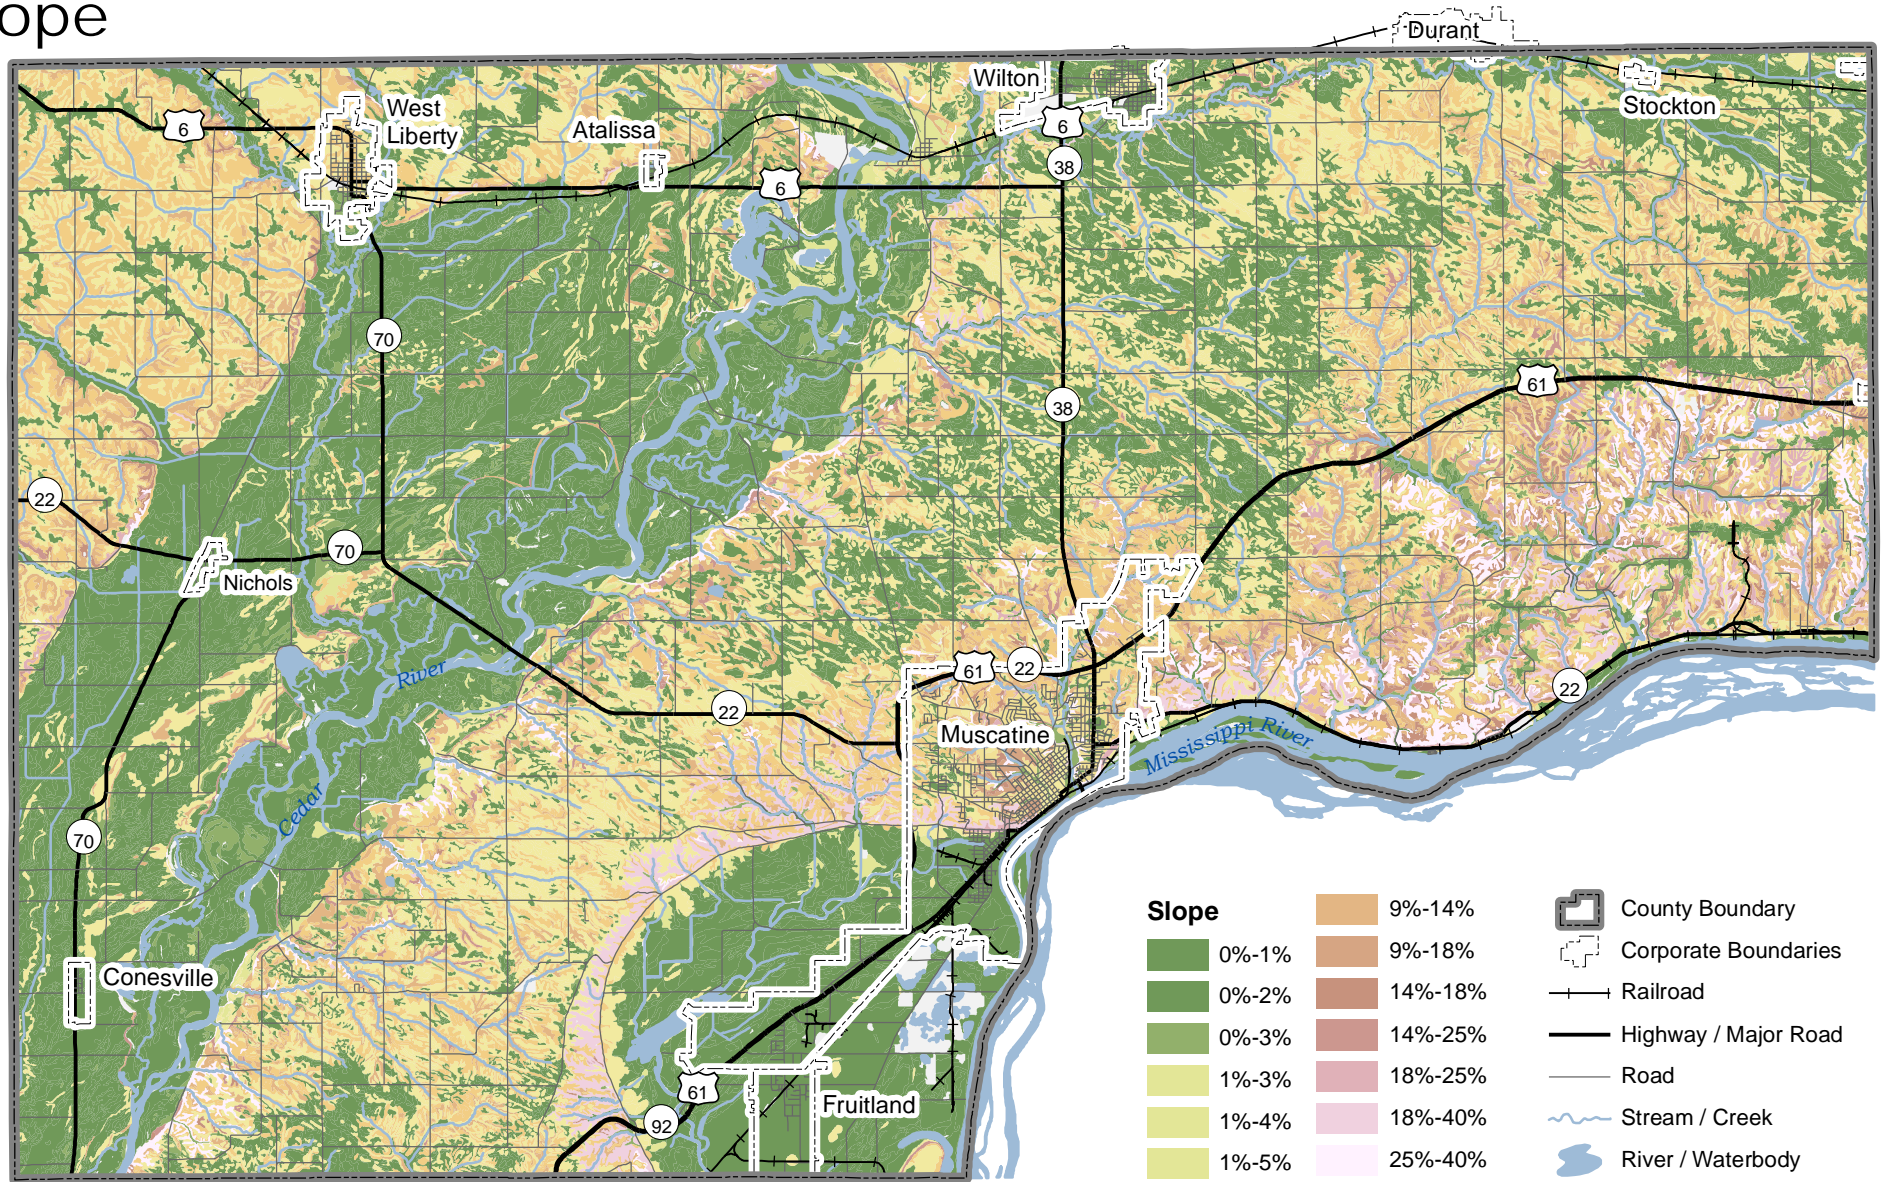 ope
Durant
Wilton
Stockton
West
Liberty
Atalissa
6
6
6
38
70
38
61
22
70
Nichols
River
61
22
22
22
Muscatine
Mississippi River
Cedar
70
Conesville
61
92
Fruitland
Slope
0%-1%
0%-2%
0%-3%
1%-3%
1%-4%
1%-5%
9%-14%
9%-18%
14%-18%
14%-25%
18%-25%
18%-40%
25%-40%
County Boundary
Corporate Boundaries
Railroad
Highway / Major Road
Road
Stream / Creek
River / Waterbody